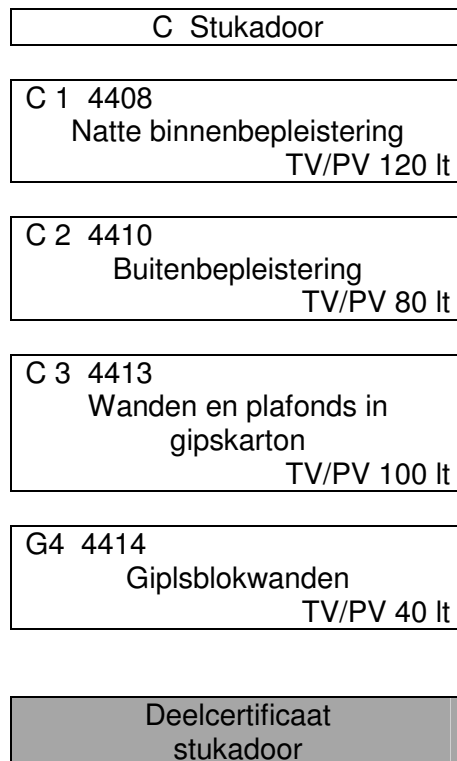 C Stukadoor
C 1 4408
Natte binnenbepleistering
TV/PV 120 lt
C 2 4410
Buitenbepleistering
TV/PV 80 lt
C 3 4413
Wanden en plafonds in
gipskarton
TV/PV 100 lt
G4 4414
Giplsblokwanden
TV/PV 40 lt
Deelcertificaat
stukadoor